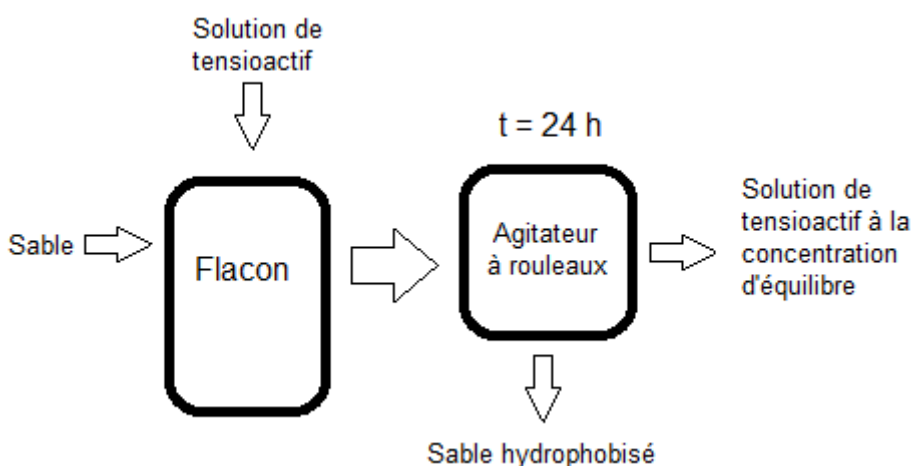 Solution de
tensioactif
t = 24 h
Sable
Flacon
Agitateur
à rouleaux
Solution de
tensioactif à la
concentration
d'équilibre
Sable hydrophobisé